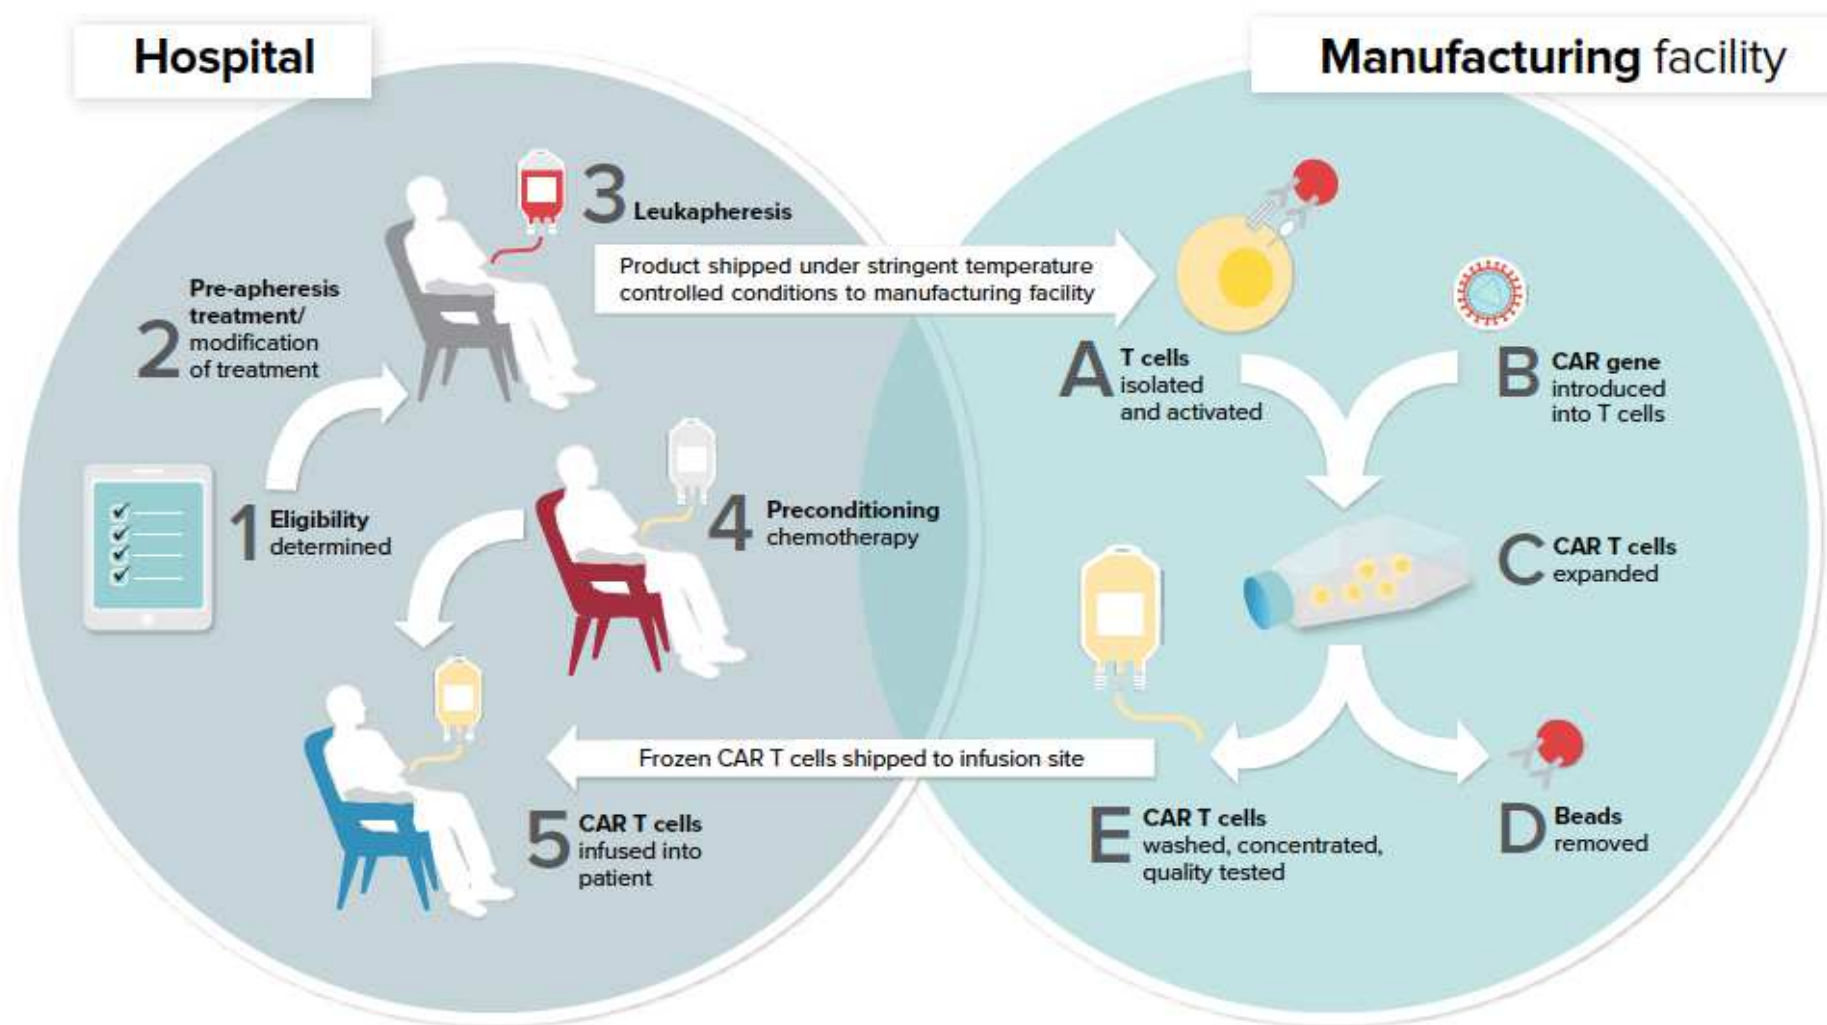 Hospital
Manufacturing facility
1 Eligibility
determined
2 Pre-apheresis
treatment/
modification
of treatment
3 Leukapheresis
Product shipped under stringent temperature
controlled conditions to manufacturing facility
A T cells
isolated
and activated
B CAR gene
introduced
into T cells
C CAR T cells
expanded
D Beads
removed
E CAR T cells
washed, concentrated,
quality tested
Frozen CAR T cells shipped to infusion site
4 Preconditioning
chemotherapy
5 CAR T cells
infused into
patient